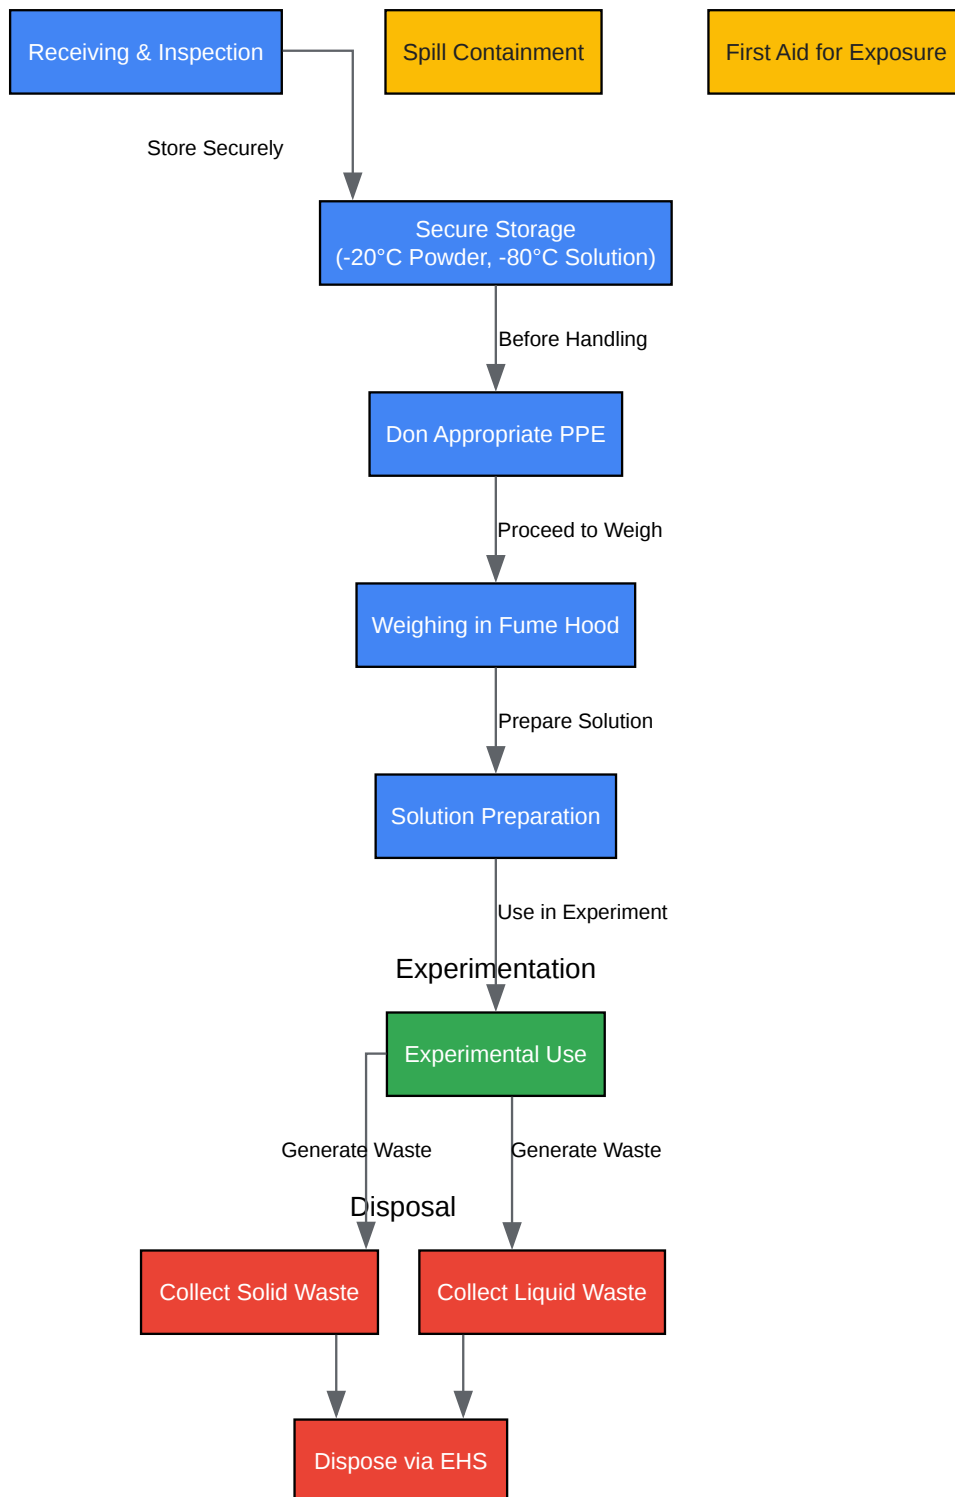 Receiving & Inspection
Spill Containment
First Aid for Exposure
Store Securely
Secure Storage
(-20°C Powder, -80°C Solution)
Before Handling
Don Appropriate PPE
Proceed to Weigh
Weighing in Fume Hood
Prepare Solution
Solution Preparation
Use in Experiment
Experimentation
Experimental Use
Generate Waste
Generate Waste
Disposal
Collect Solid Waste
Collect Liquid Waste
Dispose via EHS